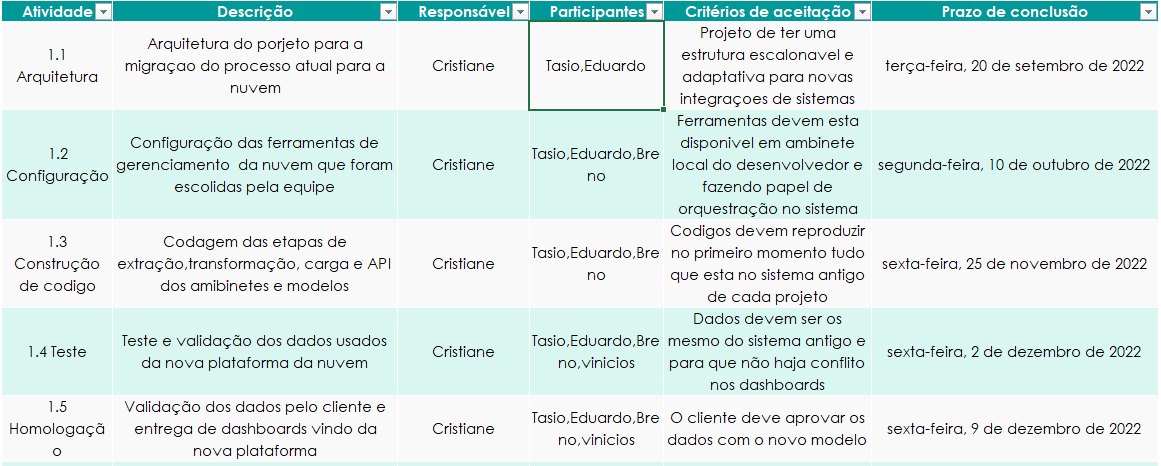 Atividade Descrição Responsável Participantes Critérios de aceitação Prazo de conclusão
1.1
Arquitetura
Arquitetura do porjeto para a
migraçao do processo atual para a
nuvem
Cristiane
Tasio,Eduardo
Projeto de ter uma
estrutura escalonavel e
adaptativa para novas
integraçoes de sistemas
terça-feira, 20 de setembro de 2022
1.2
Configuração
Configuração das ferramentas de
gerenciamento da nuvem que foram
escolidas pela equipe
Cristiane
Tasio,Eduardo,Bre
no
Ferramentas devem esta
disponivel em ambinete
local do desenvolvedor e
fazendo papel de
orquestração no sistema
segunda-feira, 10 de outubro de 2022
1.3
Construção
de codigo
Codagem das etapas de
extração,transformação, carga e API
dos amibinetes e modelos
Cristiane
Tasio,Eduardo,Bre
no
Codigos devem reproduzir
no primeiro momento tudo
que esta no sistema antigo
de cada projeto
sexta-feira, 25 de novembro de 2022
1.4 Teste
Teste e validação dos dados usados
da nova plataforma da nuvem
Cristiane
Tasio,Eduardo,Bre
no,vinicios
Dados devem ser os
mesmo do sistema antigo e
para que não haja conflito
nos dashboards
sexta-feira, 2 de dezembro de 2022
1.5
Homologaçã
o
Validação dos dados pelo cliente e
entrega de dashboards vindo da
nova plataforma
Cristiane
Tasio,Eduardo,Bre
no,vinicios
O cliente deve aprovar os
dados com o novo modelo
sexta-feira, 9 de dezembro de 2022